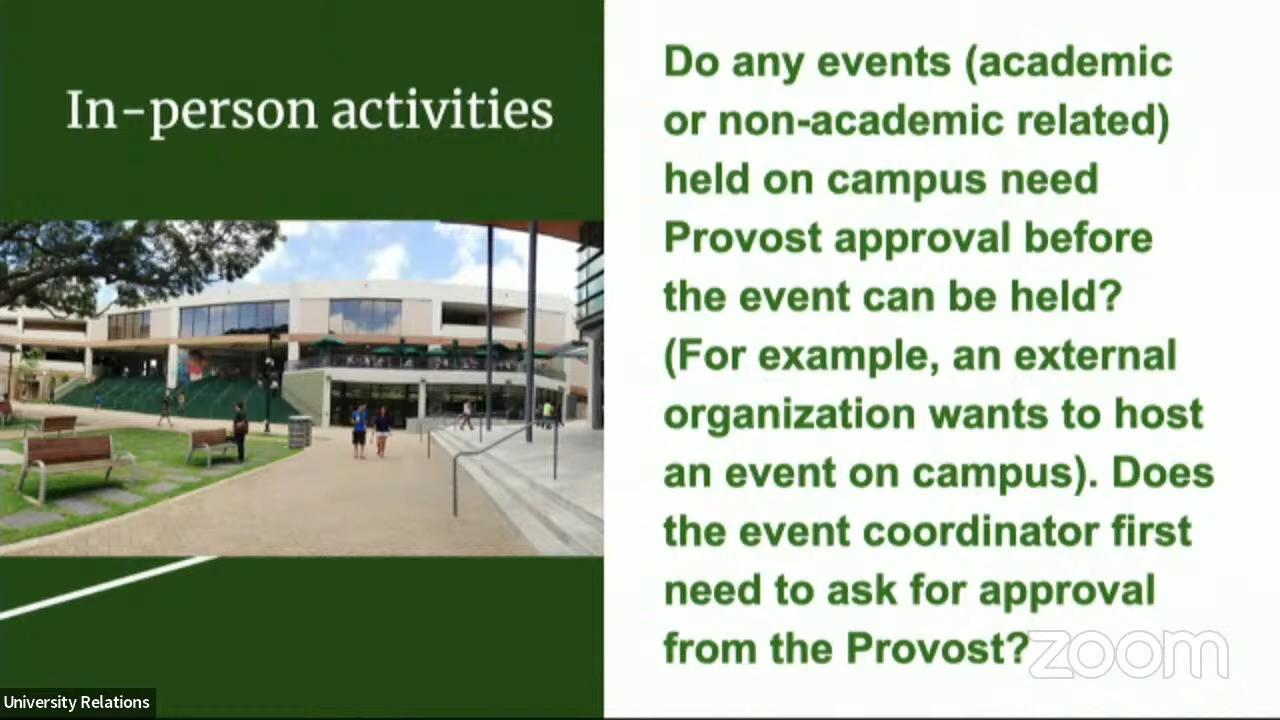 In-person activities
Do any events (academic
or non-academic related)
held on campus need
Provost approval before
the event can be held?
(For example, an external
organization wants to host
an event on campus). Does
the event coordinator first
need to ask for approval
from the Provost?
zoom
University Relations